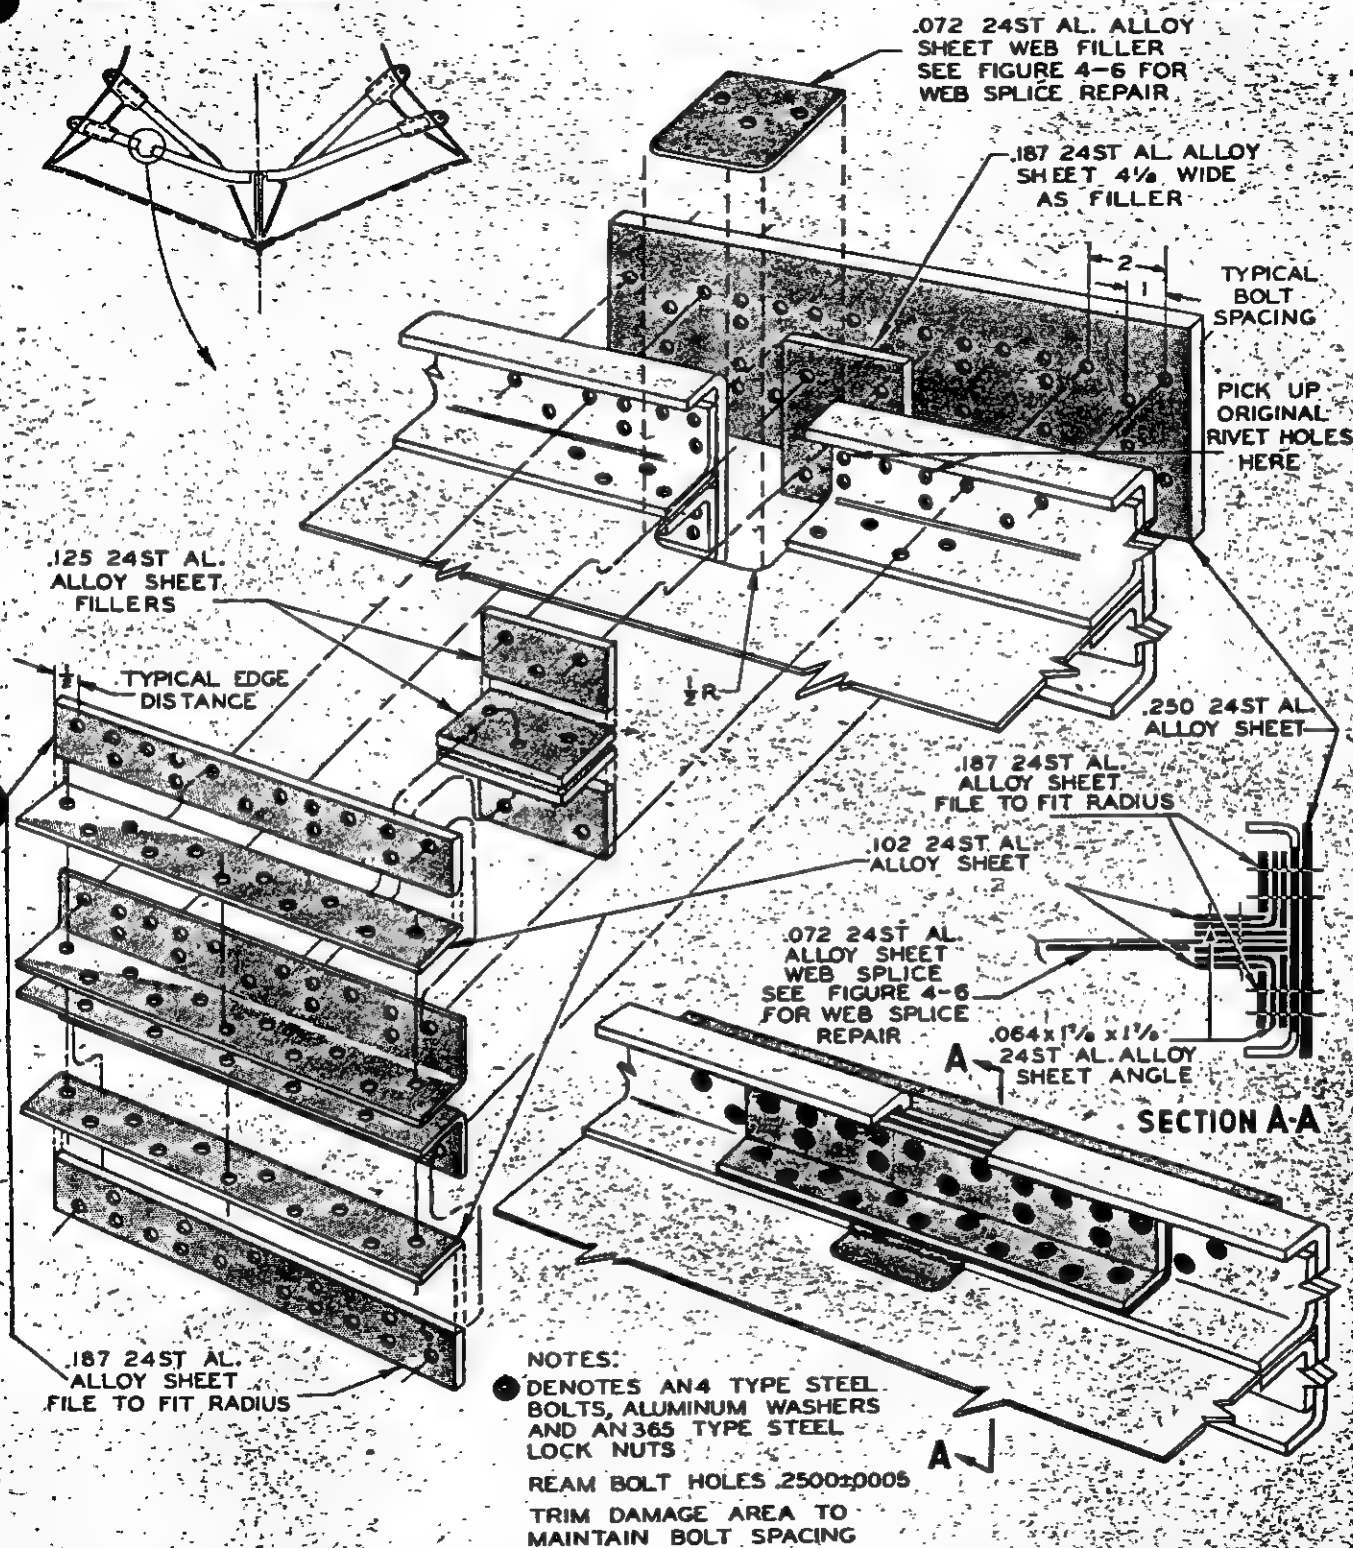 .072 24ST AL. ALLOY
SHEET WEB FILLER
SEE FIGURE 4-6 FOR
WEB SPLICE REPAIR
.187 24ST AL. ALLOY
SHEET 4⅛ WIDE
AS FILLER
2
1
TYPICAL
BOLT
SPACING
PICK UP
ORIGINAL
RIVET HOLES
HERE
.125 24ST AL.
ALLOY SHEET
FILLERS
½
TYPICAL EDGE
DISTANCE
½ R
.250 24ST AL.
ALLOY SHEET
.187 24ST AL.
ALLOY SHEET
FILE TO FIT RADIUS
.102 24ST AL.
ALLOY SHEET
.072 24ST AL.
ALLOY SHEET
WEB SPLICE
SEE FIGURE 4-6
FOR WEB SPLICE
REPAIR
24ST AL. ALLOY
SHEET ANGLE
A
SECTION A-A
.187 24ST AL.
ALLOY SHEET
FILE TO FIT RADIUS
A
NOTES:
DENOTES AN4 TYPE STEEL
BOLTS, ALUMINUM WASHERS
AND AN365 TYPE STEEL
LOCK NUTS
REAM BOLT HOLES .2500±.0005
TRIM DAMAGE AREA TO
MAINTAIN BOLT SPACING